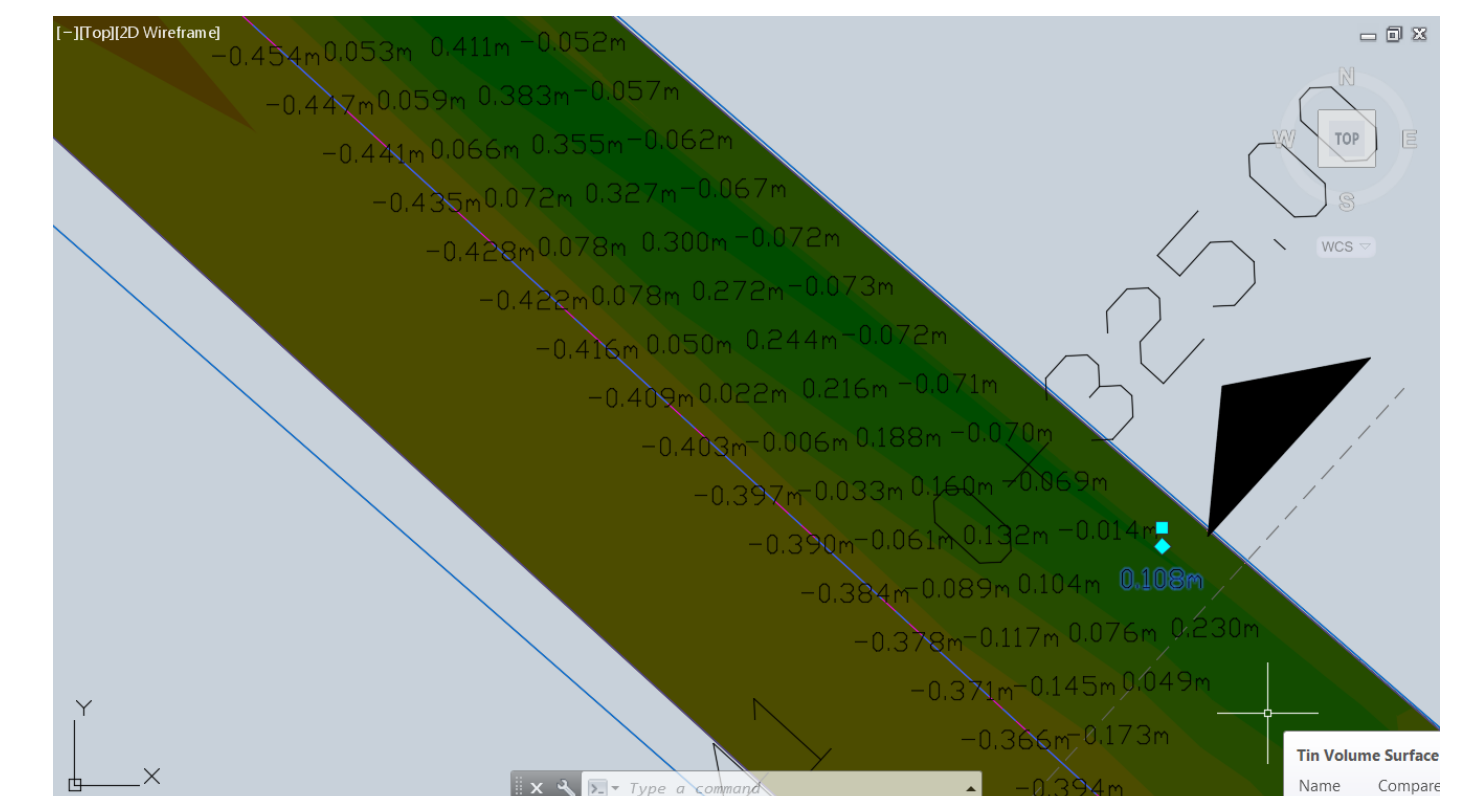 [-][Top][2D Wireframe]
-0.454m 0.053m 0.411m -0.052m
-0.447m 0.059m 0.383m -0.057m
-0.441m 0.066m 0.355m -0.062m
-0.435m 0.072m 0.327m -0.067m
-0.428m 0.078m 0.300m -0.072m
-0.422m 0.078m 0.272m -0.073m
-0.416m 0.050m 0.244m -0.072m
-0.409m 0.022m 0.216m -0.071m
-0.403m -0.006m 0.188m -0.070m
-0.397m -0.033m 0.160m -0.069m
-0.390m -0.061m 0.132m -0.014m
-0.384m -0.089m 0.104m 0.108m
-0.378m -0.117m 0.076m 0.230m
-0.371m -0.145m 0.049m
-0.366m -0.173m
-0.394m
0+325.00
N
W TOP E
S
WCS
Y
X
Type a command
Tin Volume Surface
Name Compare